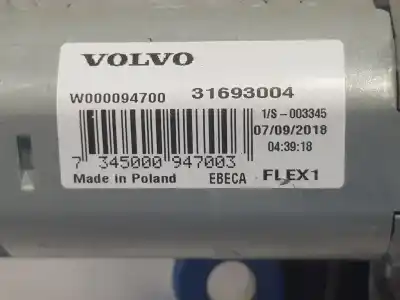 VOLVO
W000094700 31693004
1/S-003345
07/09/2018
04:39:18
7 345000 947003
Made in Poland EBECA FLEX1